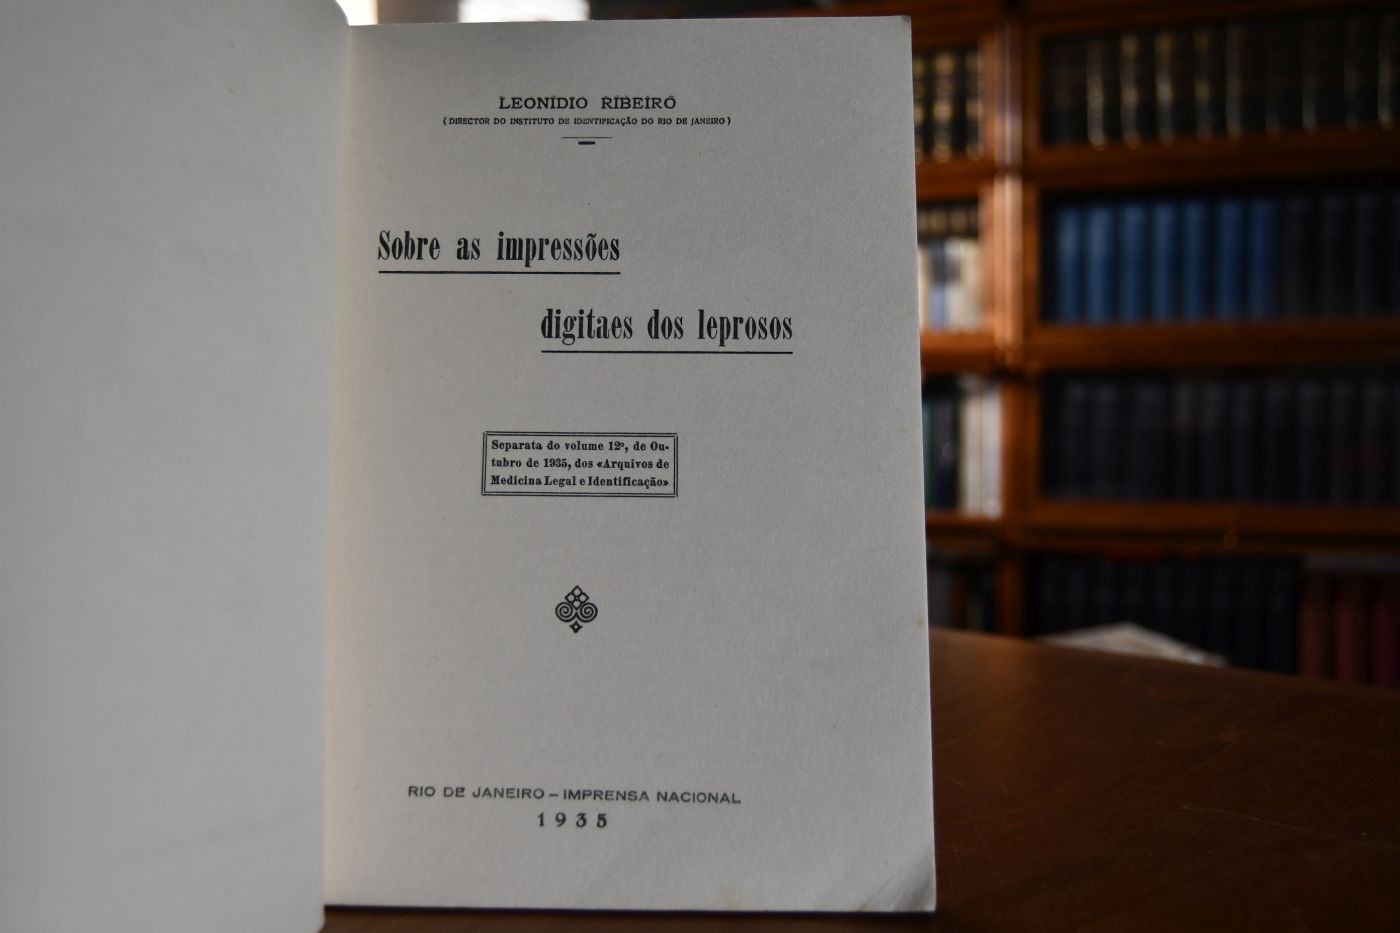 LEONIDIO RIBEIRO
( DIRECTOR DO INSTITUTO DE IDENTIFICAÇÃO DO RIO DE JANEIRO )
Sobre as impressões
digitaes dos leprosos
Separata do volume 12º, de Ou-
tubro de 1935, dos «Arquivos de
Medicina Legal e Identificação»
RIO DE JANEIRO – IMPRENSA NACIONAL
1935